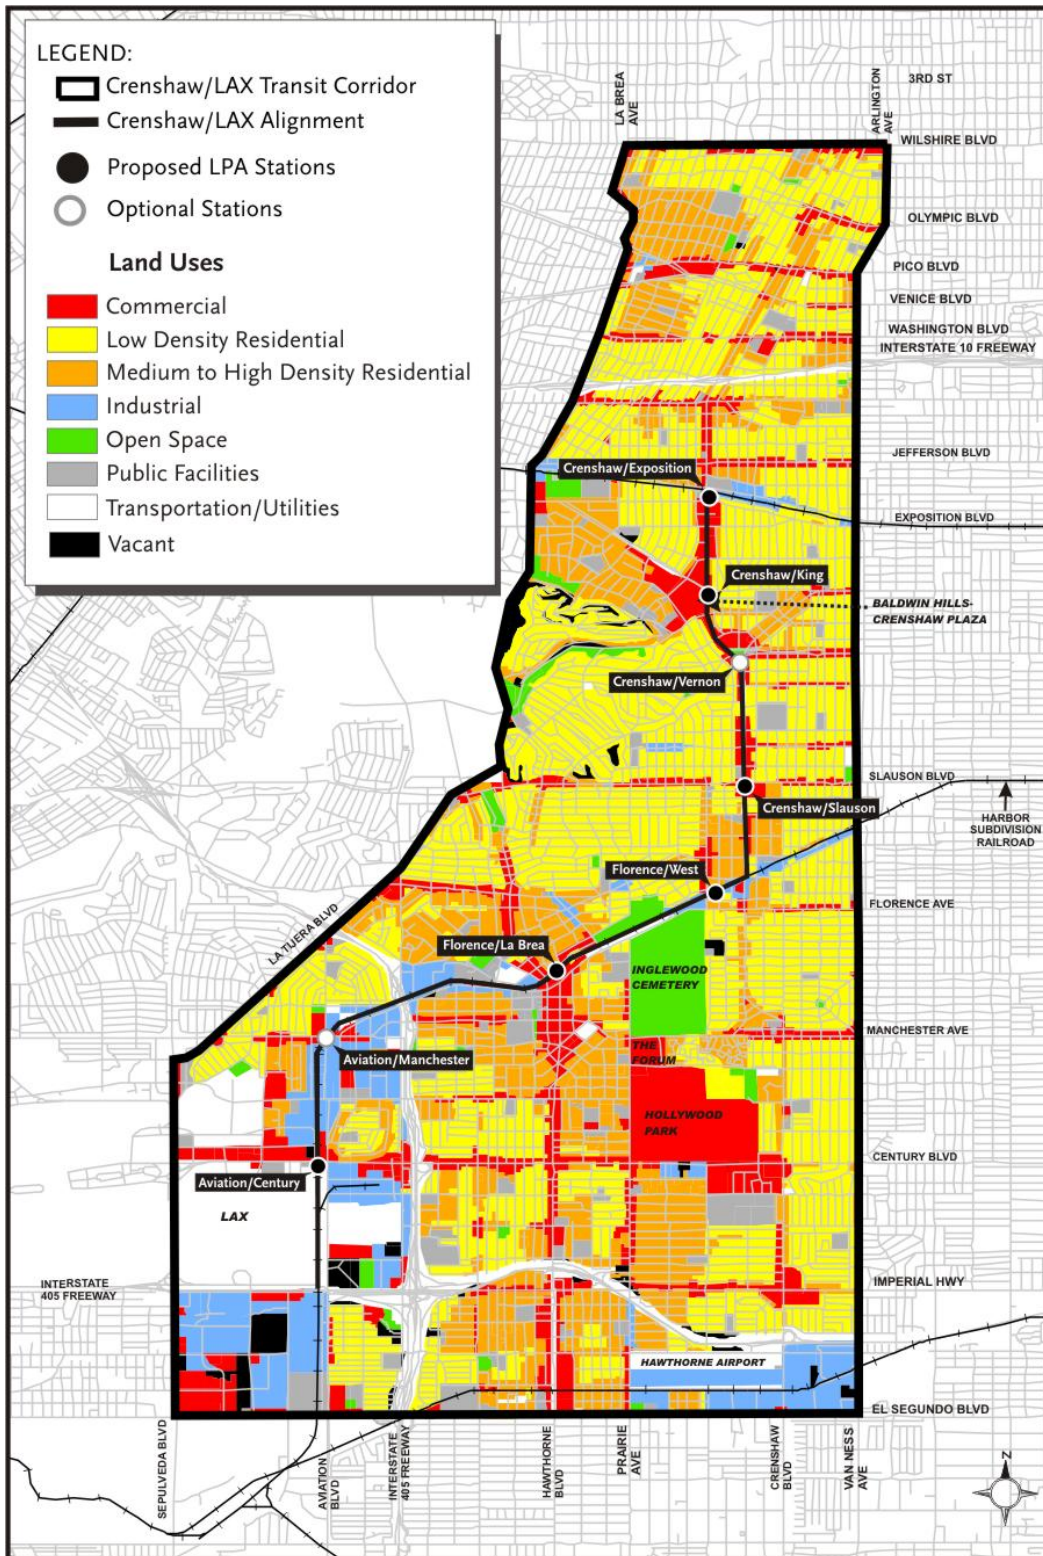 LEGEND:
Crenshaw/LAX Transit Corridor
Crenshaw/LAX Alignment
Proposed LPA Stations
Optional Stations
Land Uses
Commercial
Low Density Residential
Medium to High Density Residential
Industrial
Open Space
Public Facilities
Transportation/Utilities
Vacant
LA BREA
AVE
ARLINGTON
AVE
3RD ST
WILSHIRE BLVD
OLYMPIC BLVD
PICO BLVD
VENICE BLVD
WASHINGTON BLVD
INTERSTATE 10 FREEWAY
JEFFERSON BLVD
Crenshaw/Exposition
EXPOSITION BLVD
Crenshaw/King
BALDWIN HILLS-
CRENSHAW PLAZA
Crenshaw/Vernon
SLAUSON BLVD
Crenshaw/Slauson
HARBOR
SUBDIVISION
RAILROAD
Florence/West
FLORENCE AVE
LA TIJERA BLVD
Florence/La Brea
INGLEWOOD
CEMETERY
MANCHESTER AVE
THE
FORUM
Aviation/Manchester
HOLLYWOOD
PARK
CENTURY BLVD
Aviation/Century
LAX
INTERSTATE
405 FREEWAY
IMPERIAL HWY
HAWTHORNE AIRPORT
EL SEGUNDO BLVD
SEPULVEDA BLVD
AVIATION
BLVD
INTERSTATE
405 FREEWAY
HAWTHORNE
BLVD
PRAIRIE
AVE
CRENSHAW
BLVD
VAN NESS
AVE
N